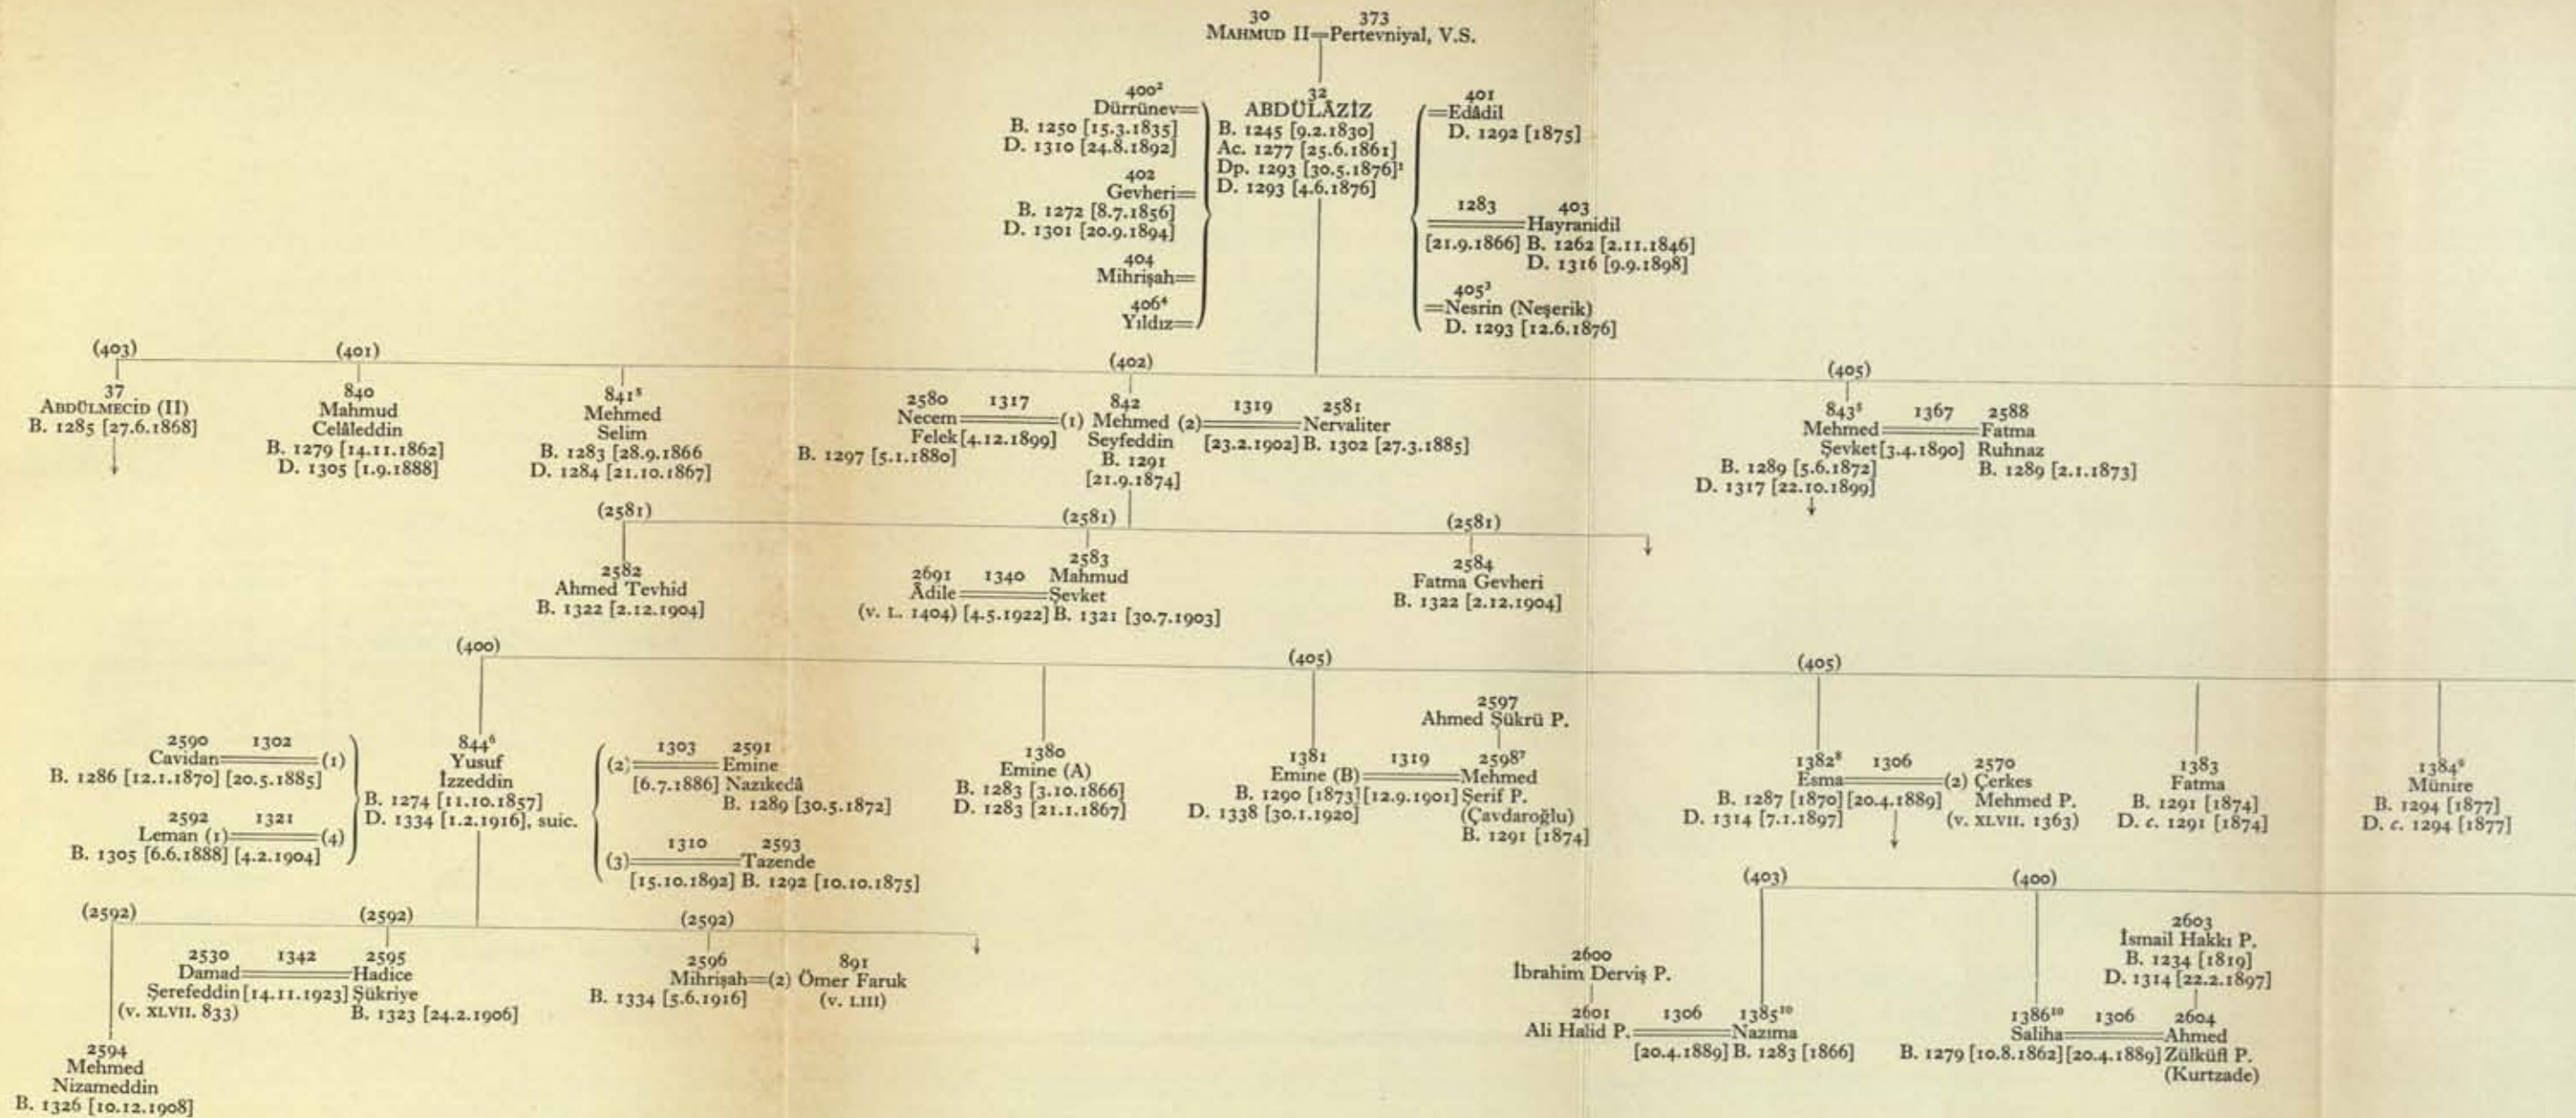 30 373
MAHMUD II=Pertevniyal, V.S.
400² 32 401
Dürrünev= ABDÜLÂZİZ =Edâdil
B. 1250 [15.3.1835] B. 1245 [9.2.1830] D. 1292 [1875]
D. 1310 [24.8.1892] Ac. 1277 [25.6.1861]
402 Dp. 1293 [30.5.1876]¹
Gevheri= D. 1293 [4.6.1876] 1283 403
B. 1272 [8.7.1856] =Hayranidil
D. 1301 [20.9.1894] [21.9.1866] B. 1262 [2.11.1846]
404 D. 1316 [9.9.1898]
Mihrişah= 405³
406⁴ =Nesrin (Neşerik)
Yıldız= D. 1293 [12.6.1876]
(403) (401) (402) (405)
37 840 841⁵ 2580 1317 842 1319 2581 843⁵ 1367 2588
ABDÜLMECİD (II) Mahmud Mehmed Necem=(1) Mehmed (2)=Nervaliter Mehmed=Fatma
B. 1285 [27.6.1868] Celâleddin Selim Felek [4.12.1899] Seyfeddin [23.2.1902] B. 1302 [27.3.1885] Şevket [3.4.1890] Ruhnaz
B. 1279 [14.11.1862] B. 1283 [28.9.1866 B. 1297 [5.1.1880] B. 1291 B. 1289 [5.6.1872] B. 1289 [2.1.1873]
D. 1305 [1.9.1888] D. 1284 [21.10.1867] [21.9.1874] D. 1317 [22.10.1899]
(2581) (2581) (2581)
2582 2691 1340 2583 2584
Ahmed Tevhid Âdile=Mahmud Şevket Fatma Gevheri
B. 1322 [2.12.1904] (v. L. 1404) [4.5.1922] B. 1321 [30.7.1903] B. 1322 [2.12.1904]
(400) (405) (405)
2597
Ahmed Şükrü P.
2590 1302 844⁶ 1303 2591 1380 1381 1319 2598⁷ 1382⁸ 1306 2570 1383 1384⁹
Cavidan=(1) Yusuf (2)=Emine Emine (A) Emine (B)=Mehmed Esma=(2) Çerkes Fatma Münire
B. 1286 [12.1.1870] [20.5.1885] İzzeddin [6.7.1886] Nazıkedâ B. 1283 [3.10.1866] B. 1290 [1873] [12.9.1901] Şerif P. B. 1287 [1870] [20.4.1889] Mehmed P. B. 1291 [1874] B. 1294 [1877]
B. 1274 [11.10.1857] B. 1289 [30.5.1872] D. 1283 [21.1.1867] D. 1338 [30.1.1920] (Çavdaroğlu) D. 1314 [7.1.1897] (v. XLVII. 1363) D. c. 1291 [1874] D. c. 1294 [1877]
2592 1321 D. 1334 [1.2.1916], suic. B. 1291 [1874]
Leman (1)=(4) 1310 2593
B. 1305 [6.6.1888] [4.2.1904] (3)=Tazende
[15.10.1892] B. 1292 [10.10.1875]
(403) (400)
(2592) (2592) (2592)
2603
İsmail Hakkı P.
2530 1342 2595 2596 891 2600 B. 1234 [1819]
Damad=Hadice Mihrişah=(2) Ömer Faruk İbrahim Derviş P. D. 1314 [22.2.1897]
Şerefeddin [14.11.1923] Şükriye B. 1334 [5.6.1916] (v. LIII)
(v. XLVII. 833) B. 1323 [24.2.1906] 2601 1306 1385¹⁰ 1386¹⁰ 1306 2604
Ali Halid P.=Nazıma Saliha=Ahmed
2594 [20.4.1889] B. 1283 [1866] B. 1279 [10.8.1862] [20.4.1889] Zülküfl P.
Mehmed (Kurtzade)
Nizameddin
B. 1326 [10.12.1908]